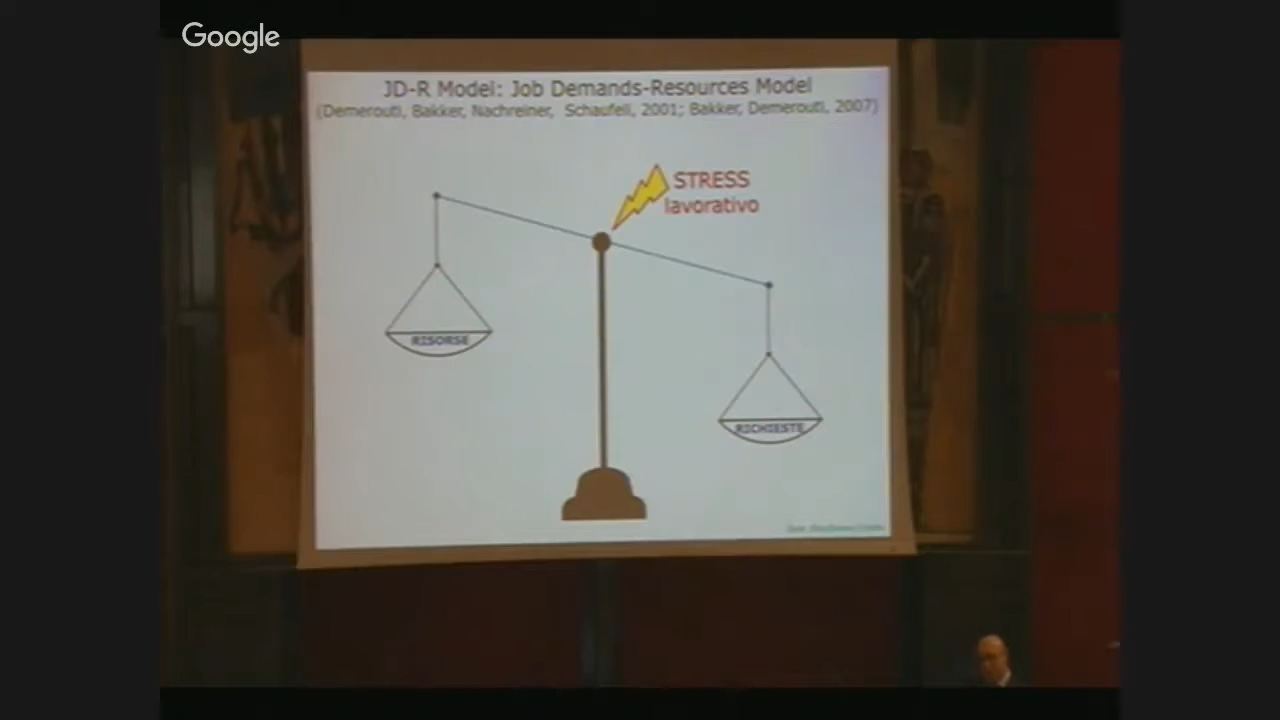 Google
JD-R Model: Job Demands-Resources Model
(Demerouti, Bakker, Nachreiner, Schaufeli, 2001; Bakker, Demerouti, 2007)
STRESS
lavorativo
RISORSE
RICHIESTE